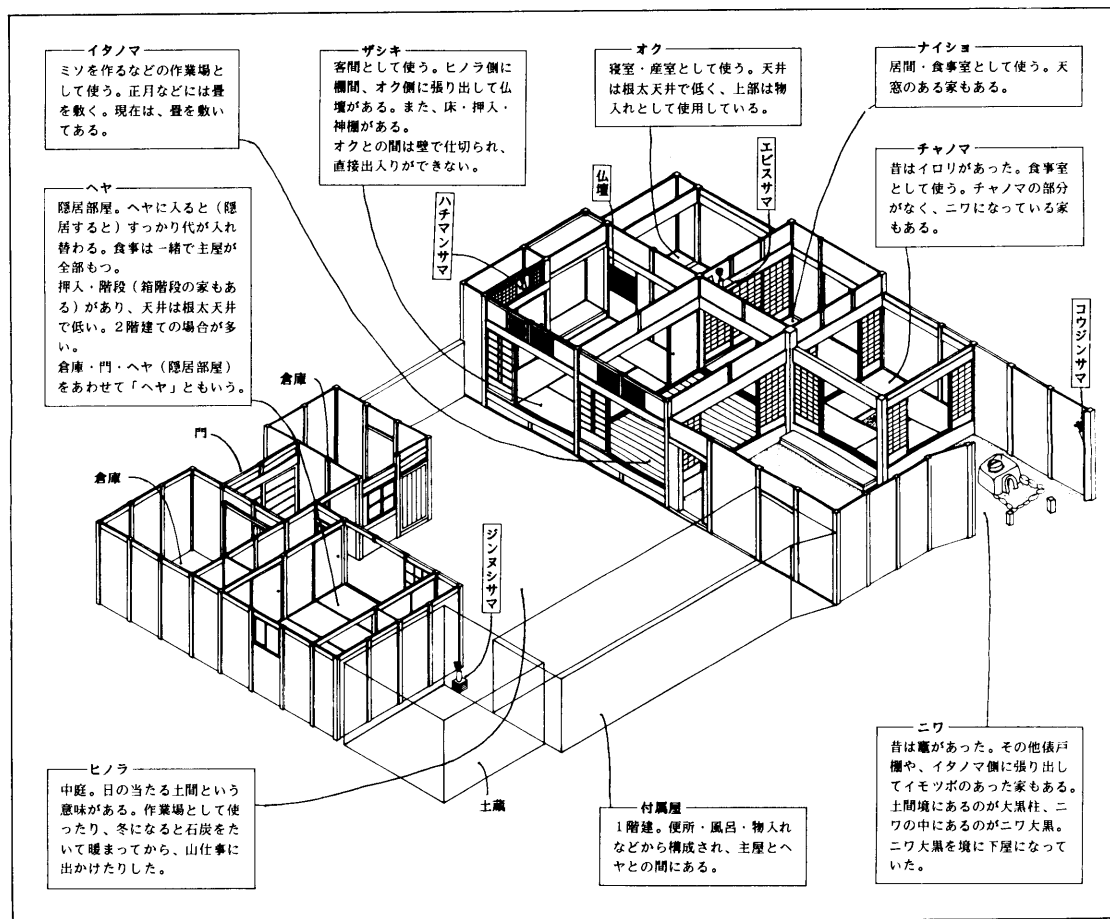 イタノマ
ミソを作るなどの作業場と
して使う。正月などには畳
を敷く。現在は、畳を敷い
てある。
ザシキ
客間として使う。ヒノラ側に
欄間、オク側に張り出して仏
壇がある。また、床・押入・
神棚がある。
オクとの間は壁で仕切られ、
直接出入りができない。
オク
寝室・産室として使う。天井
は根太天井で低く、上部は物
入れとして使用している。
ナイショ
居間・食事室として使う。天
窓のある家もある。
チャノマ
昔はイロリがあった。食事室
として使う。チャノマの部分
がなく、ニワになっている家
もある。
ヘヤ
隠居部屋。ヘヤに入ると(隠
居すると)すっかり代が入れ
替わる。食事は一緒で主屋が
全部もつ。
押入・階段(箱階段の家もあ
る)があり、天井は根太天井
で低い。2階建ての場合が多
い。
倉庫・門・ヘヤ(隠居部屋)
をあわせて「ヘヤ」ともいう。
ハチマンサマ
仏壇
エビスサマ
コウジンサマ
倉庫
門
倉庫
ジンヌシサマ
ヒノラ
中庭。日の当たる土間という
意味がある。作業場として使
ったり、冬になると石炭をた
いて暖まってから、山仕事に
出かけたりした。
土蔵
付属屋
1階建。便所・風呂・物入れ
などから構成され、主屋とヘ
ヤとの間にある。
ニワ
昔は竈があった。その他俵戸
棚や、イタノマ側に張り出し
てイモツボのあった家もある。
土間境にあるのが大黒柱、ニ
ワの中にあるのがニワ大黒。
ニワ大黒を境に下屋になって
いた。